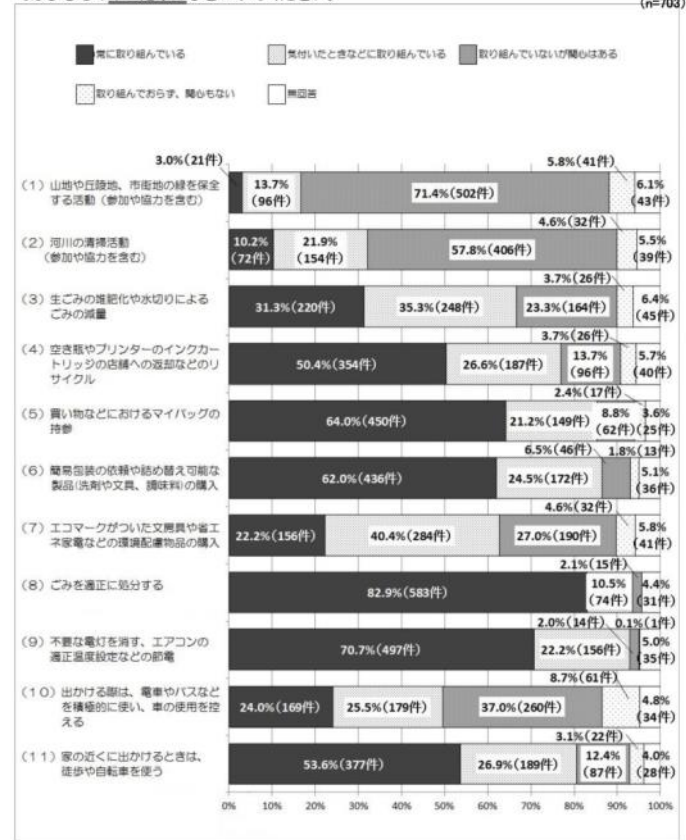 (n=703)
常に取り組んでいる
気付いたときなどに取り組んでいる
取り組んでいないが関心はある
取り組んでおらず、関心もない
無回答
3.0%(21件)
5.8%(41件)
(1)山地や丘陵地、市街地の緑を保全
する活動(参加や協力を含む)
13.7%
(96件)
71.4%(502件)
6.1%
(43件)
4.6%(32件)
(2)河川の清掃活動
(参加や協力を含む)
10.2%
(72件)
21.9%
(154件)
57.8%(406件)
5.5%
(39件)
3.7%(26件)
(3)生ごみの堆肥化や水切りによる
ごみの減量
31.3%(220件)
35.3%(248件)
23.3%(164件)
6.4%
(45件)
3.7%(26件)
(4)空き瓶やプリンターのインクカー
トリッジの店舗への返却などのリ
サイクル
50.4%(354件)
26.6%(187件)
13.7%
(96件)
5.7%
(40件)
2.4%(17件)
(5)買い物などにおけるマイバッグの
持参
64.0%(450件)
21.2%(149件)
8.8%
(62件)
3.6%
(25件)
6.5%(46件)
1.8%(13件)
(6)簡易包装の依頼や詰め替え可能な
製品(洗剤や文具、調味料)の購入
62.0%(436件)
24.5%(172件)
5.1%
(36件)
4.6%(32件)
(7)エコマークがついた文房具や省エ
ネ家電などの環境配慮物品の購入
22.2%(156件)
40.4%(284件)
27.0%(190件)
5.8%
(41件)
2.1%(15件)
(8)ごみを適正に処分する
82.9%(583件)
10.5%
(74件)
4.4%
(31件)
2.0%(14件)
0.1%(1件)
(9)不要な電灯を消す、エアコンの
適正温度設定などの節電
70.7%(497件)
22.2%(156件)
5.0%
(35件)
8.7%(61件)
(10)出かける際は、電車やバスなど
を積極的に使い、車の使用を控
える
24.0%(169件)
25.5%(179件)
37.0%(260件)
4.8%
(34件)
3.1%(22件)
(11)家の近くに出かけるときは、
徒歩や自転車を使う
53.6%(377件)
26.9%(189件)
12.4%
(87件)
4.0%
(28件)
0% 10% 20% 30% 40% 50% 60% 70% 80% 90% 100%